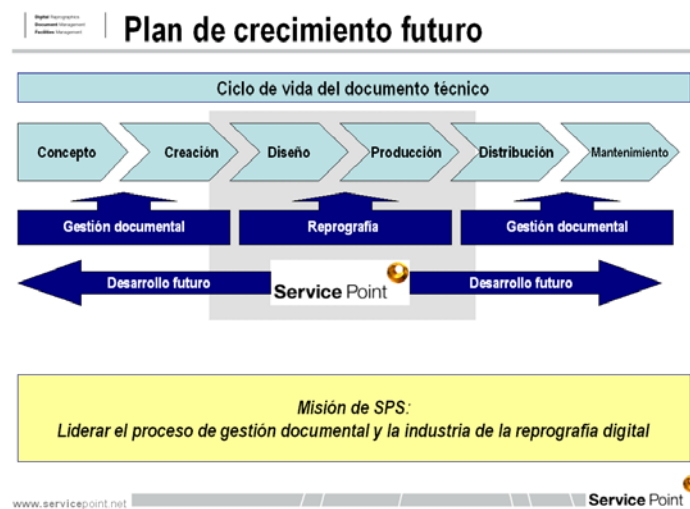 Digital Reprographics
Document Management
Facilities Management
Plan de crecimiento futuro
Ciclo de vida del documento técnico
Concepto
Creación
Diseño
Producción
Distribución
Mantenimiento
Gestión documental
Reprografía
Gestión documental
Desarrollo futuro
Service Point
Desarrollo futuro
Misión de SPS:
Liderar el proceso de gestión documental y la industria de la reprografia digital
www.servicepoint.net
Service Point